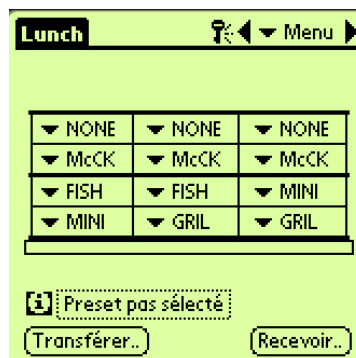 Lunch Menu
NONE NONE NONE
McCK McCK McCK
FISH FISH MINI
MINI GRIL GRIL
Preset pas sélecté
Transférer.. Recevoir..